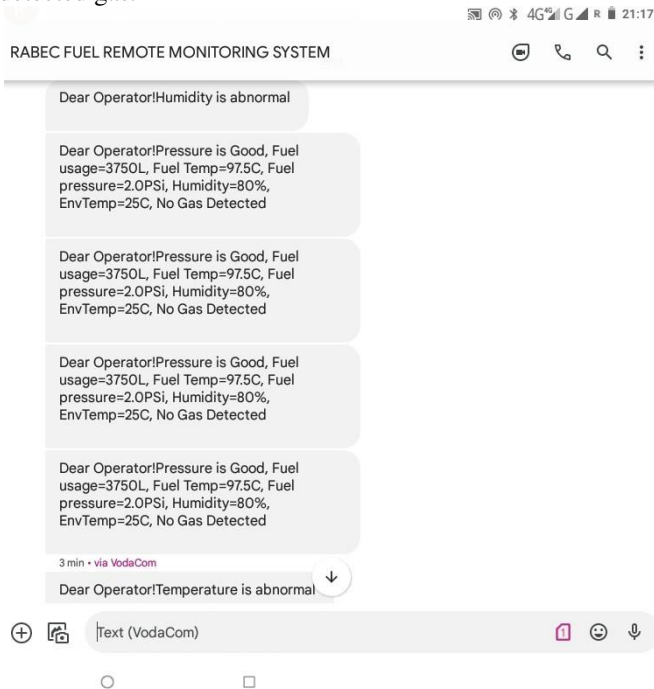 4G 4G G R 21:17
RABEC FUEL REMOTE MONITORING SYSTEM
Dear Operator!Humidity is abnormal
Dear Operator!Pressure is Good, Fuel
usage=3750L, Fuel Temp=97.5C, Fuel
pressure=2.0PSi, Humidity=80%,
EnvTemp=25C, No Gas Detected
Dear Operator!Pressure is Good, Fuel
usage=3750L, Fuel Temp=97.5C, Fuel
pressure=2.0PSi, Humidity=80%,
EnvTemp=25C, No Gas Detected
Dear Operator!Pressure is Good, Fuel
usage=3750L, Fuel Temp=97.5C, Fuel
pressure=2.0PSi, Humidity=80%,
EnvTemp=25C, No Gas Detected
Dear Operator!Pressure is Good, Fuel
usage=3750L, Fuel Temp=97.5C, Fuel
pressure=2.0PSi, Humidity=80%,
EnvTemp=25C, No Gas Detected
3 min • via VodaCom
Dear Operator!Temperature is abnormal
Text (VodaCom)
1